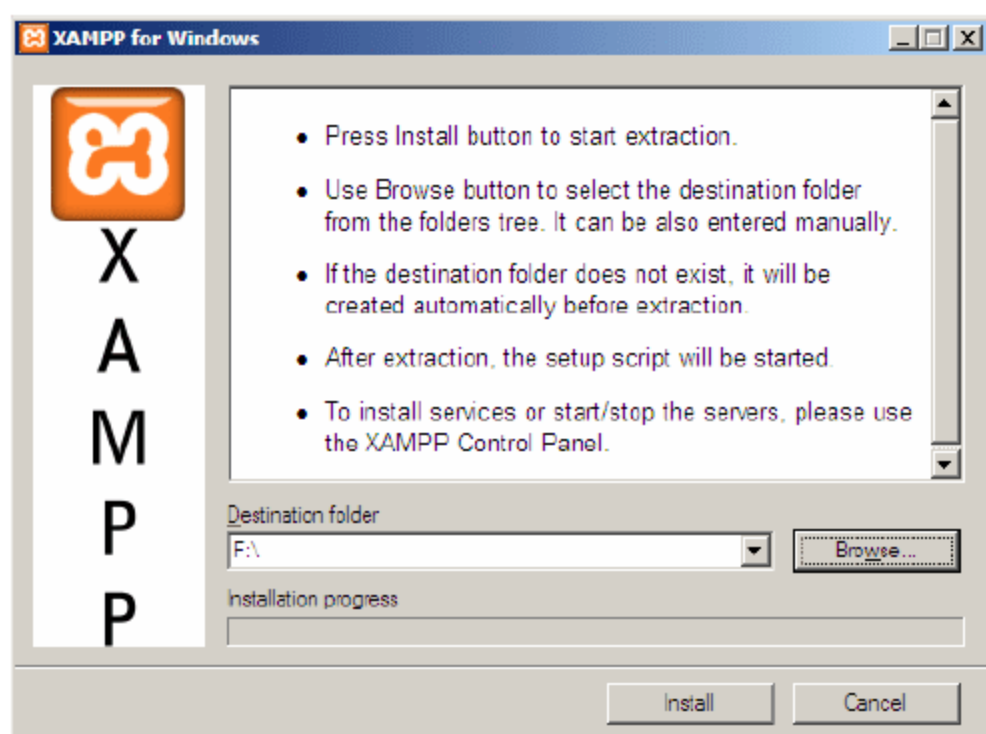 XAMPP for Windows
X
A
M
P
P
• Press Install button to start extraction.
• Use Browse button to select the destination folder
from the folders tree. It can be also entered manually.
• If the destination folder does not exist, it will be
created automatically before extraction.
• After extraction, the setup script will be started.
• To install services or start/stop the servers, please use
the XAMPP Control Panel.
Destination folder
F:\
Browse...
Installation progress
Install
Cancel